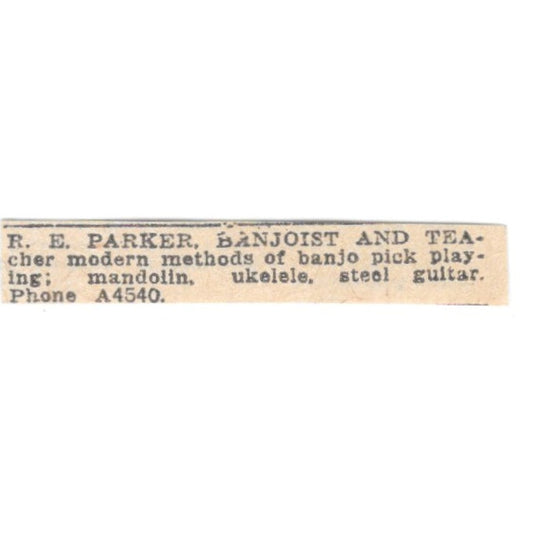 R. E. PARKER, BANJOIST AND TEA-
cher modern methods of banjo pick play-
ing; mandolin, ukelele, steel guitar.
Phone A4540.